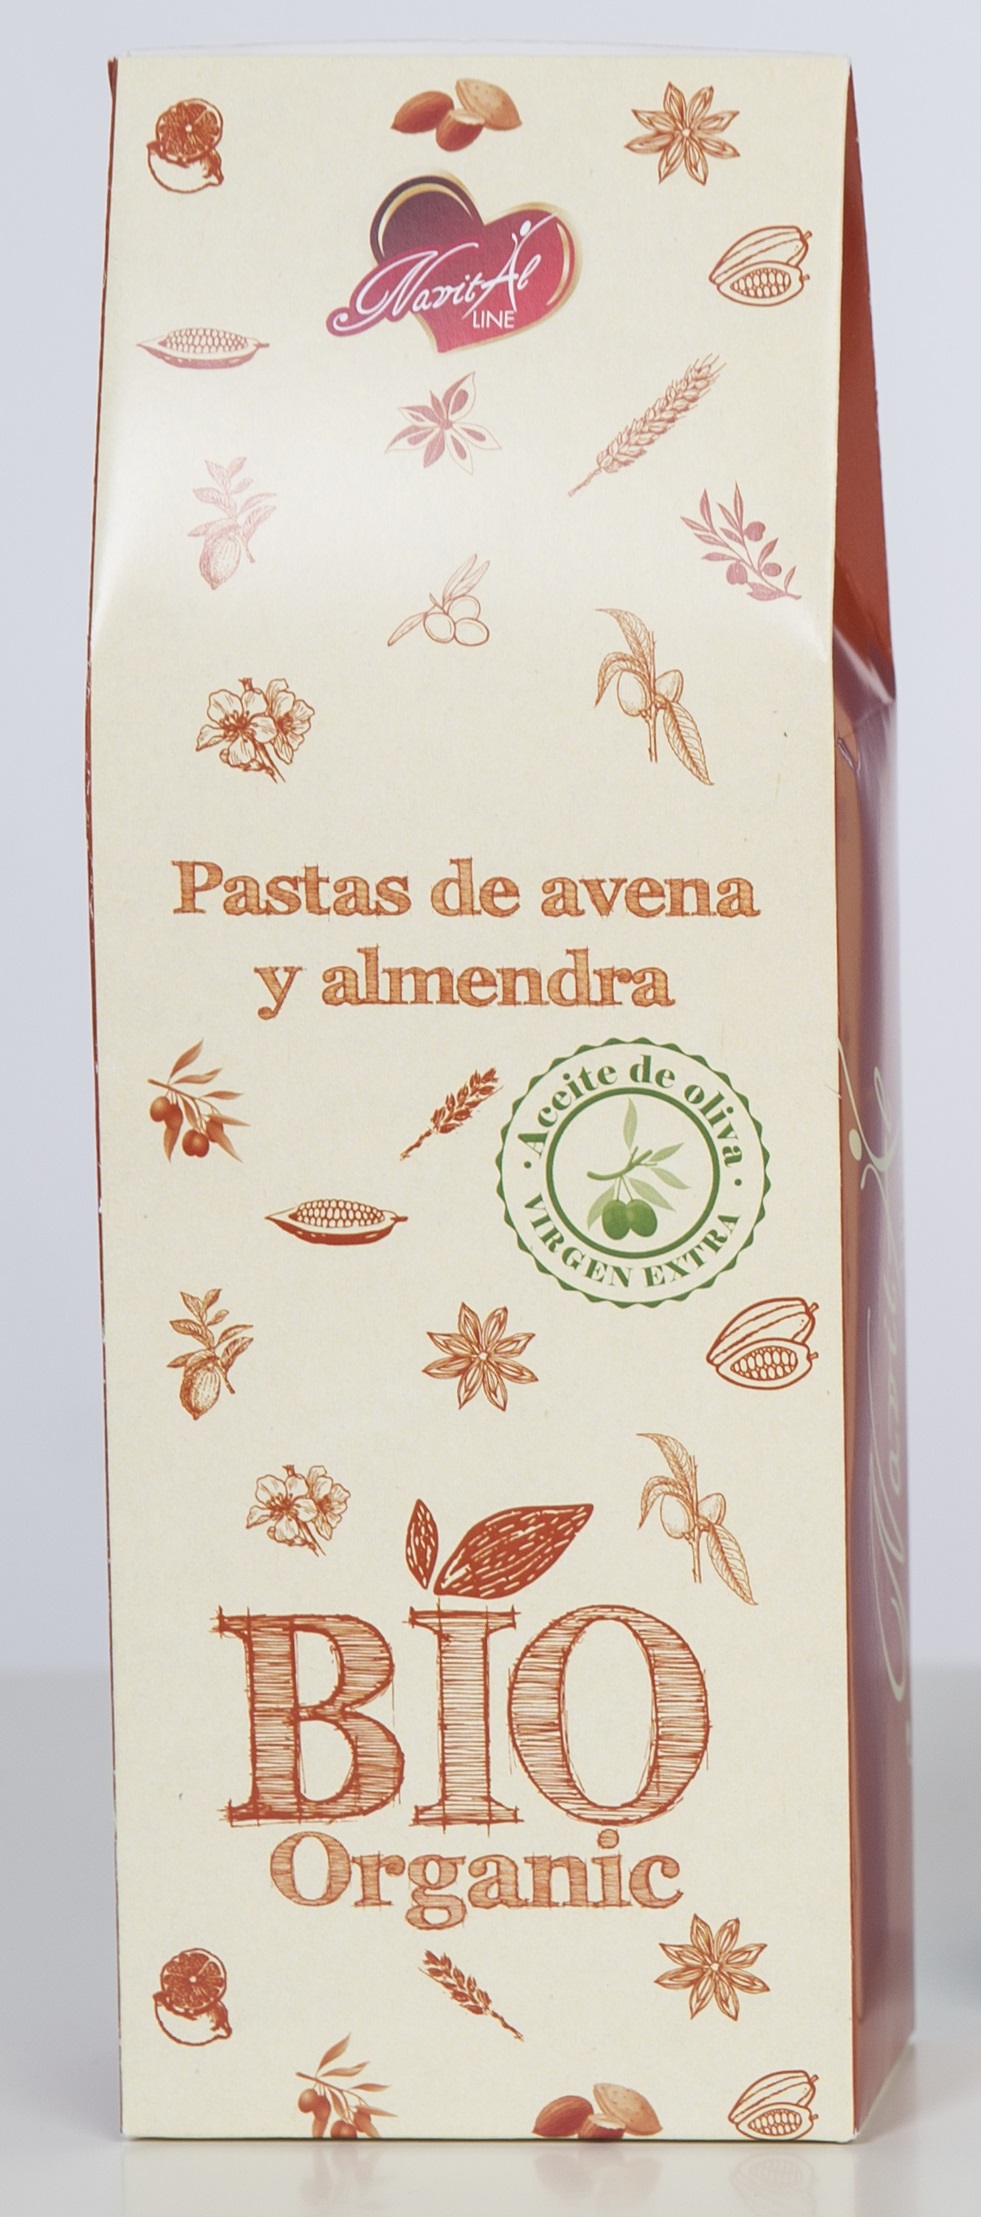 NavitAl
LINE
Pastas de avena
y almendra
· Aceite de oliva ·
VIRGEN EXTRA
BIO
Organic